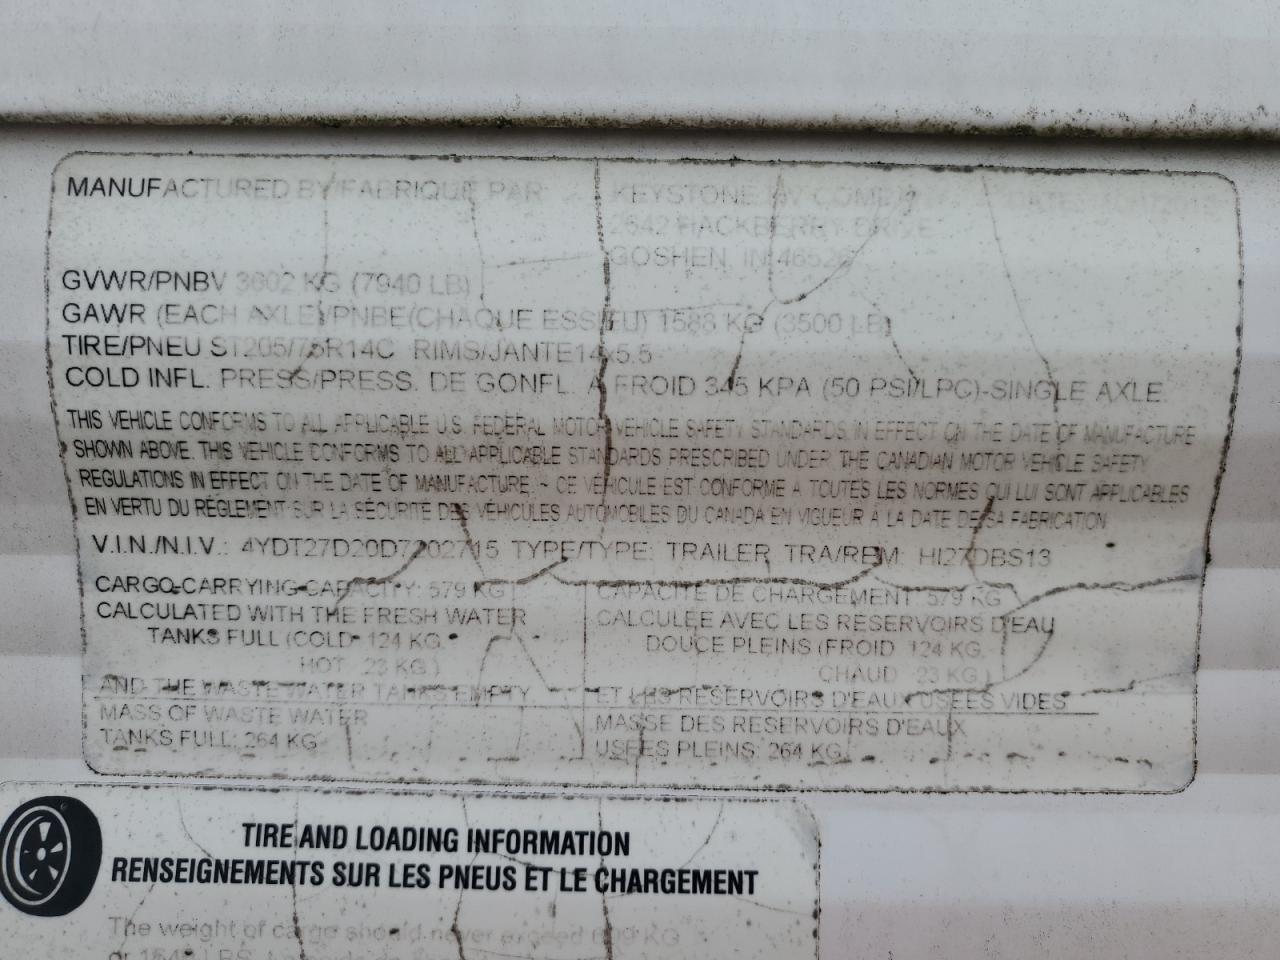 MANUFACTURED BY/FABRIQUE PAR KEYSTONE RV COMPANY DATE:
2642 HACKBERRY DRIVE
GOSHEN, IN 46526
GVWR/PNBV 3602 KG (7940 LB)
GAWR (EACH AXLE)/PNBE(CHAQUE ESSIEU) 1588 KG (3500 LB)
TIRE/PNEU ST205/75R14C RIMS/JANTE14x5.5
COLD INFL. PRESS/PRESS. DE GONFL. A FROID 345 KPA (50 PSI/LPC)-SINGLE AXLE.
THIS VEHICLE CONFORMS TO ALL APPLICABLE U.S. FEDERAL MOTOR VEHICLE SAFETY STANDARDS IN EFFECT ON THE DATE OF MANUFACTURE
SHOWN ABOVE. THIS VEHICLE CONFORMS TO ALL APPLICABLE STANDARDS PRESCRIBED UNDER THE CANADIAN MOTOR VEHICLE SAFETY
REGULATIONS IN EFFECT ON THE DATE OF MANUFACTURE. - CE VÉHICULE EST CONFORME A TOUTES LES NORMES QUI LUI SONT APPLICABLES
EN VERTU DU RÉGLEMENT SUR LA SÉCURITÉ DES VÉHICULES AUTOMOBILES DU CANADA EN VIGUEUR À LA DATE DE SA FABRICATION
V.I.N./N.I.V.: 4YDT27D20D7202715 TYPE/TYPE: TRAILER TRA/REM: HI27DBS13
CARGO-CARRYING CAPACITY: 579 KG
CALCULATED WITH THE FRESH WATER
TANKS FULL (COLD 124 KG.
HOT 23 KG.)
AND THE WASTE WATER TANKS EMPTY
MASS OF WASTE WATER
TANKS FULL: 264 KG
CAPACITE DE CHARGEMENT: 579 KG
CALCULEE AVEC LES RESERVOIRS D'EAU
DOUCE PLEINS (FROID 124 KG.
CHAUD 23 KG.)
ET LES RESERVOIRS D'EAUX USEES VIDES
MASSE DES RESERVOIRS D'EAUX
USEES PLEINS: 264 KG
TIRE AND LOADING INFORMATION
RENSEIGNEMENTS SUR LES PNEUS ET LE CHARGEMENT
The weight of cargo should never exceed KG
or LBS.